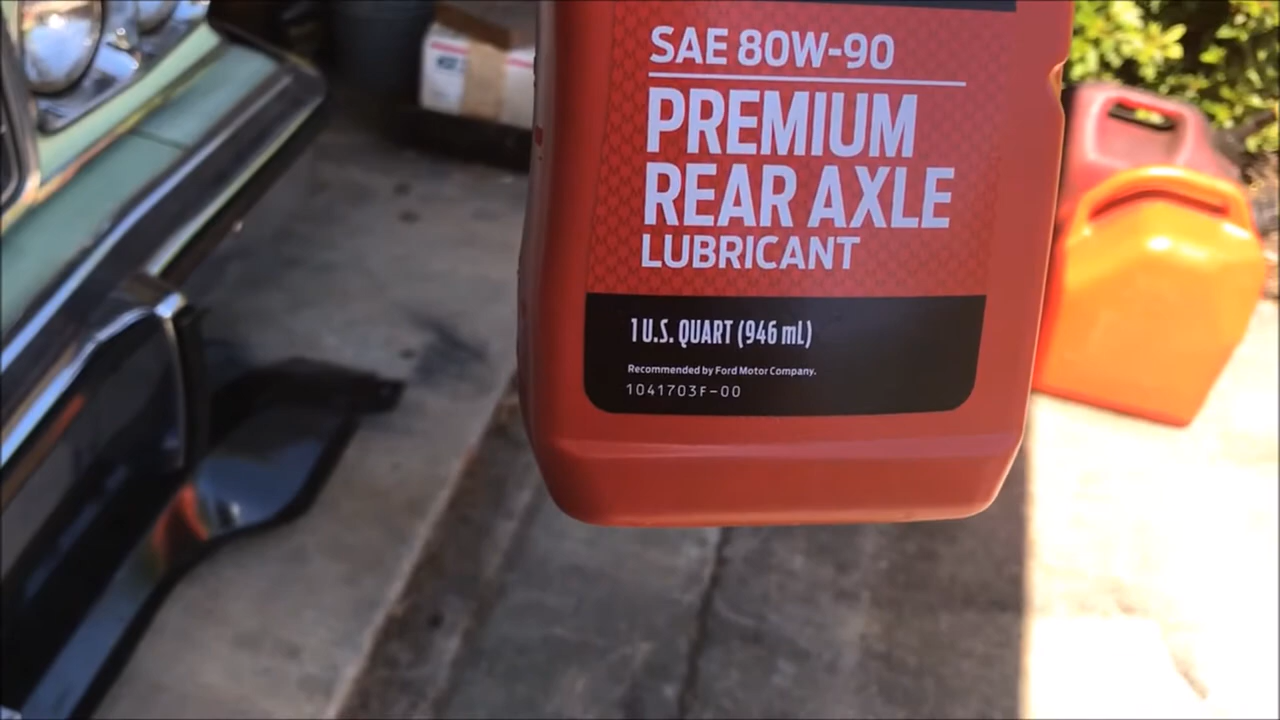 SAE 80W-90
PREMIUM
REAR AXLE
LUBRICANT
1 U.S. QUART (946 mL)
Recommended by Ford Motor Company.
1041703F-00